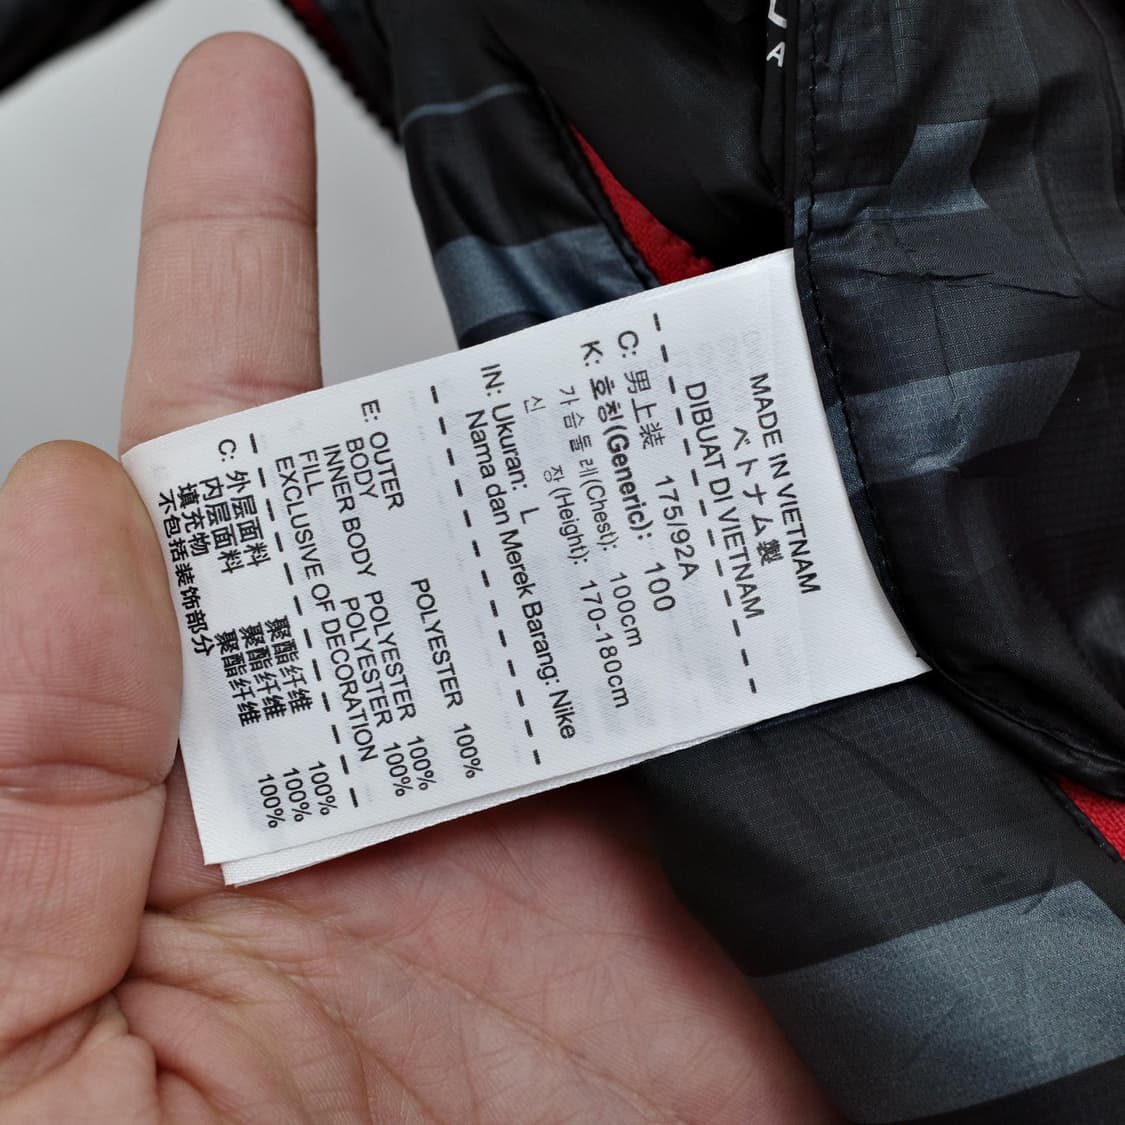 MADE IN VIETNAM
ベトナム製
DIBUAT DI VIETNAM
C: 男上装 175/92A
K: 호칭(Generic): 100
가슴둘레(Chest): 100cm
신 장(Height): 170-180cm
IN: Ukuran: L
Nama dan Merek Barang: Nike
E: OUTER
BODY POLYESTER 100%
INNER BODY POLYESTER 100%
FILL POLYESTER 100%
EXCLUSIVE OF DECORATION
C: 外层面料 聚酯纤维 100%
内层面料 聚酯纤维 100%
填充物 聚酯纤维 100%
不包括装饰部分